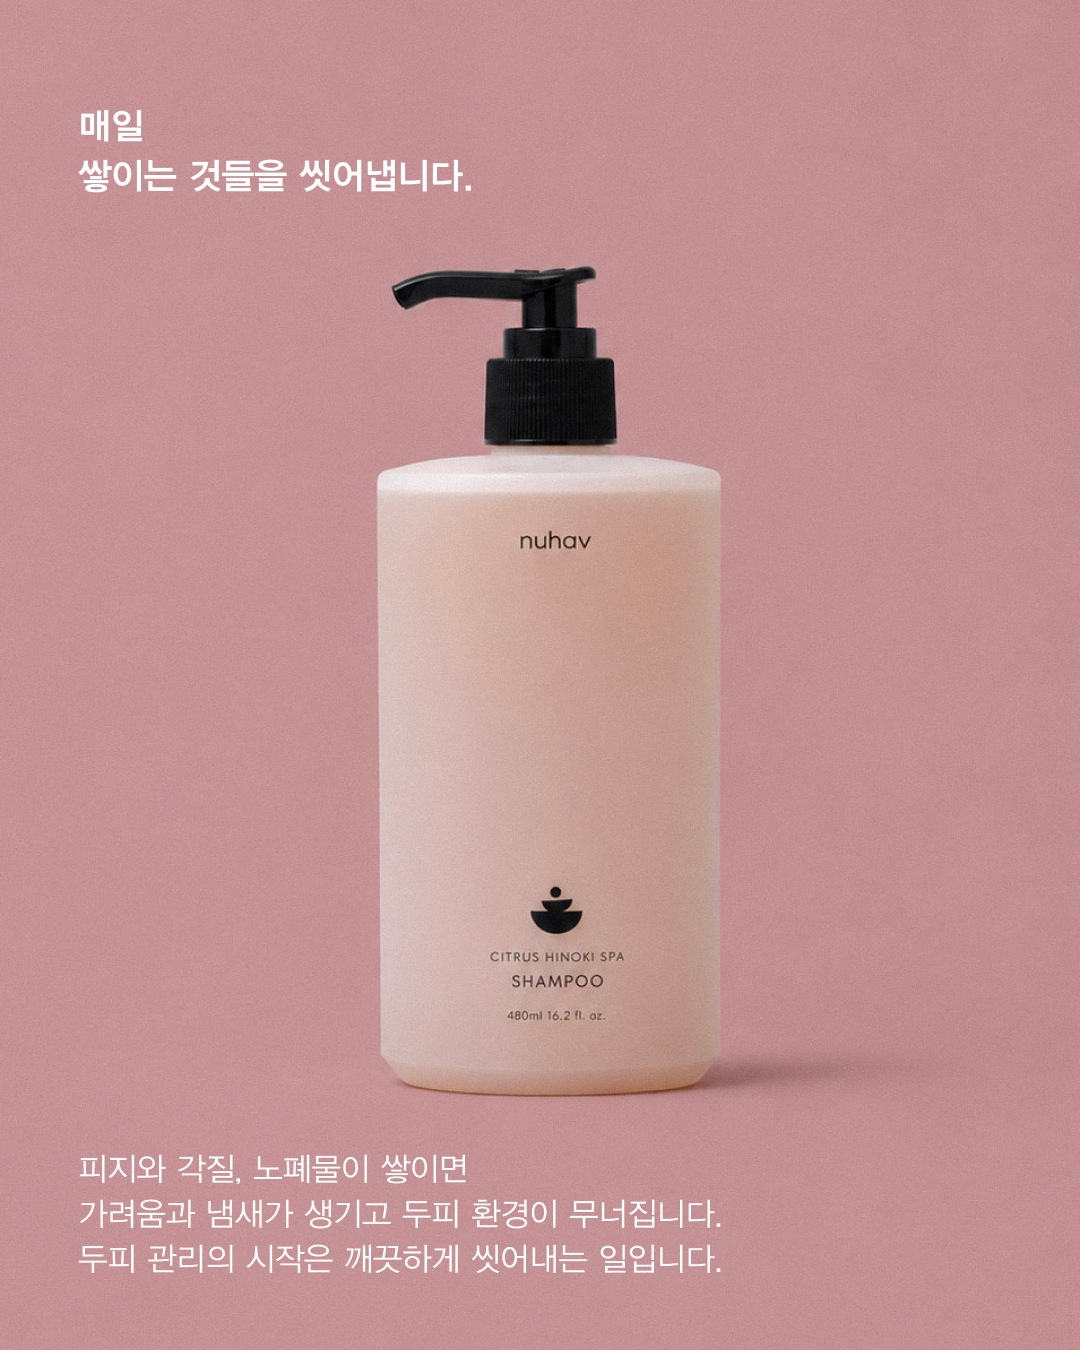 매일
쌓이는 것들을 씻어냅니다.
nuhav
CITRUS HINOKI SPA
SHAMPOO
480ml 16.2 fl. oz.
피지와 각질, 노폐물이 쌓이면
가려움과 냄새가 생기고 두피 환경이 무너집니다.
두피 관리의 시작은 깨끗하게 씻어내는 일입니다.